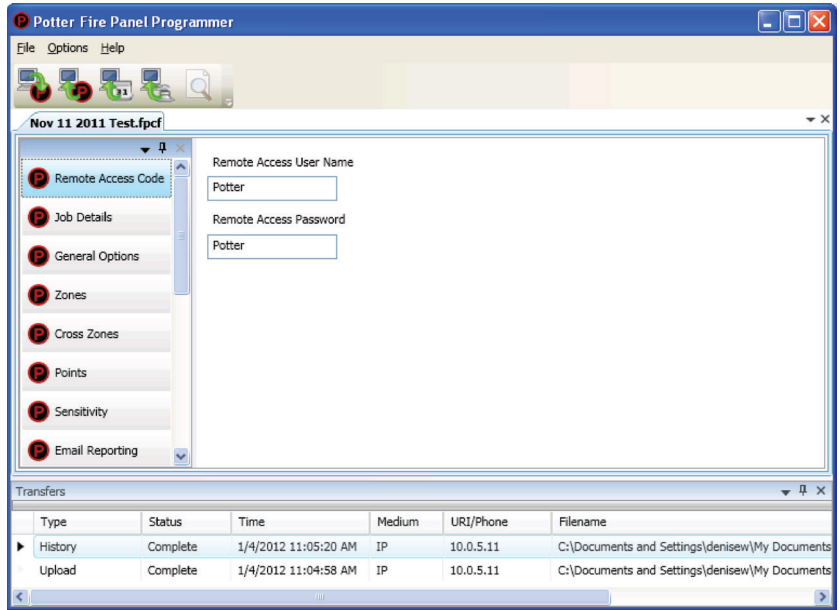 Potter Fire Panel Programmer
File Options Help
Nov 11 2011 Test.fpcf
Remote Access Code
Job Details
General Options
Zones
Cross Zones
Points
Sensitivity
Email Reporting
Remote Access User Name
Potter
Remote Access Password
Potter
Transfers
Type Status Time Medium URI/Phone Filename
History Complete 1/4/2012 11:05:20 AM IP 10.0.5.11 C:\Documents and Settings\denisew\My Documents
Upload Complete 1/4/2012 11:04:58 AM IP 10.0.5.11 C:\Documents and Settings\denisew\My Documents